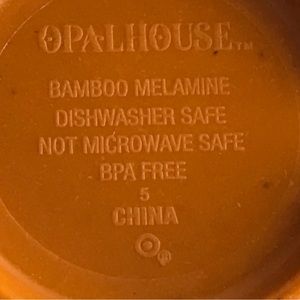 OPALHOUSE™
BAMBOO MELAMINE
DISHWASHER SAFE
NOT MICROWAVE SAFE
BPA FREE
5
CHINA